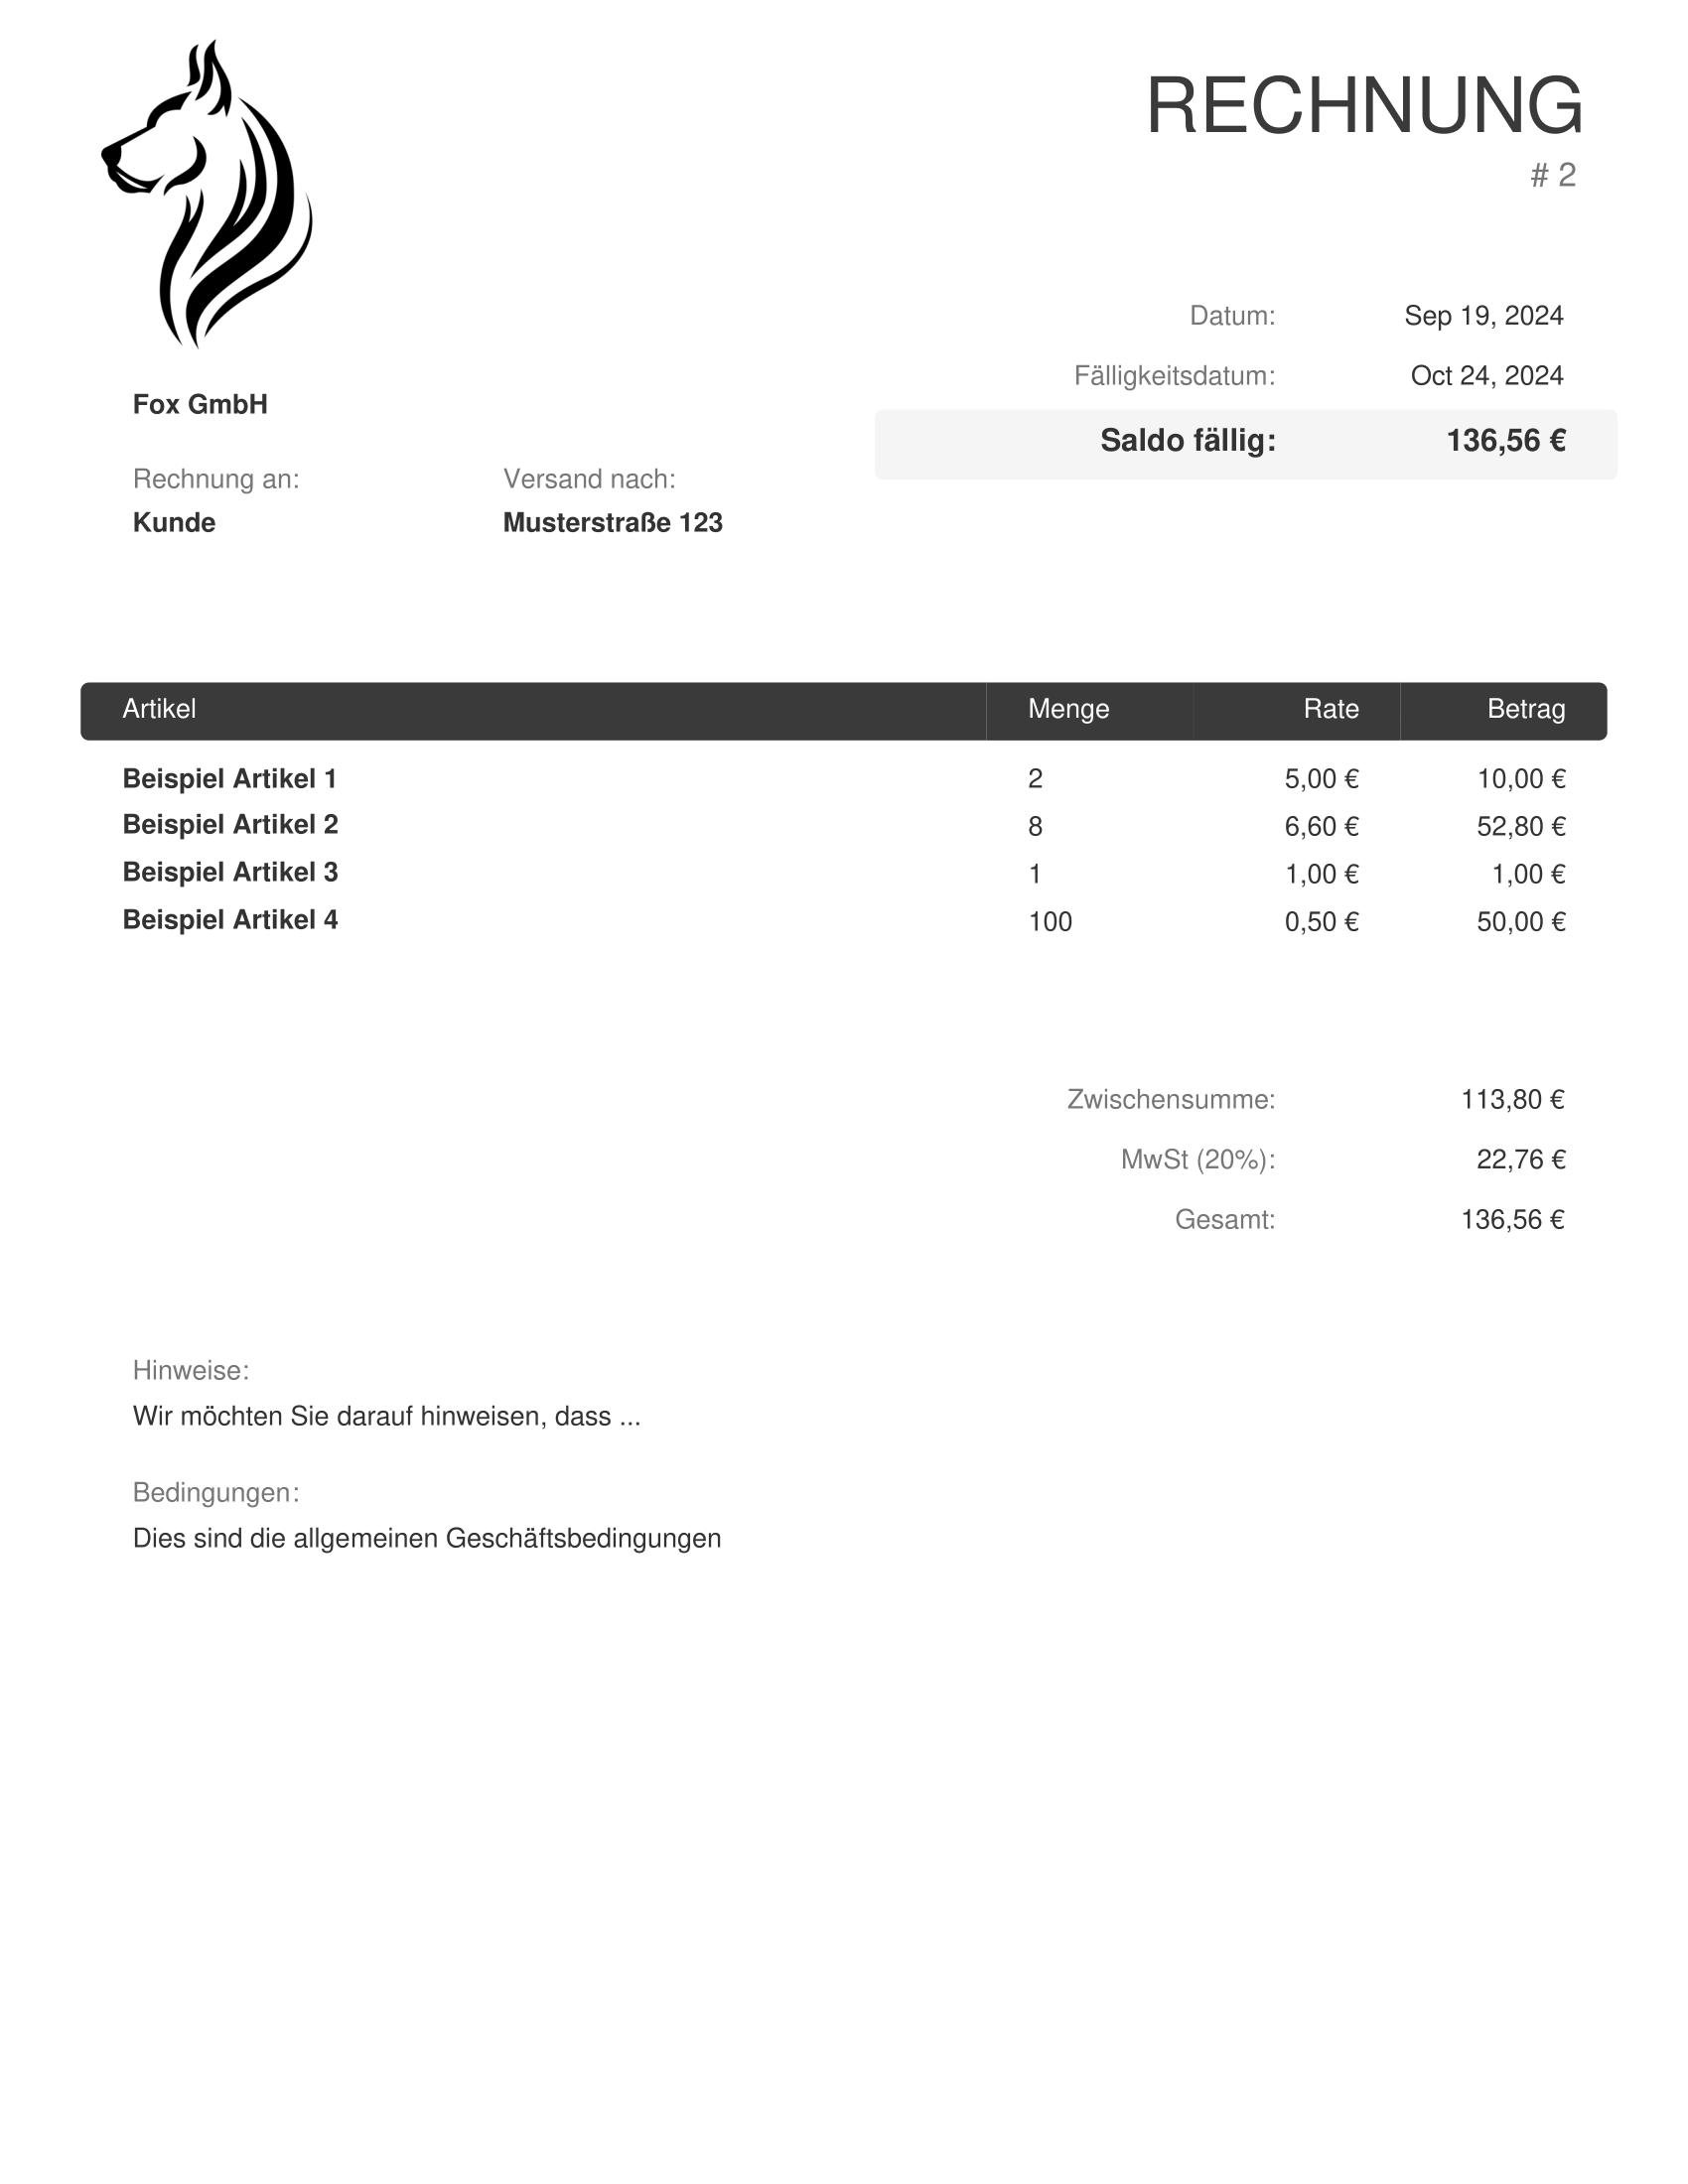 RECHNUNG
# 2
Datum: Sep 19, 2024
Fälligkeitsdatum: Oct 24, 2024
Saldo fällig: 136,56 €
Fox GmbH
Rechnung an: Versand nach:
Kunde Musterstraße 123
Artikel Menge Rate Betrag
Beispiel Artikel 1 2 5,00 € 10,00 €
Beispiel Artikel 2 8 6,60 € 52,80 €
Beispiel Artikel 3 1 1,00 € 1,00 €
Beispiel Artikel 4 100 0,50 € 50,00 €
Zwischensumme: 113,80 €
MwSt (20%): 22,76 €
Gesamt: 136,56 €
Hinweise:
Wir möchten Sie darauf hinweisen, dass ...
Bedingungen:
Dies sind die allgemeinen Geschäftsbedingungen